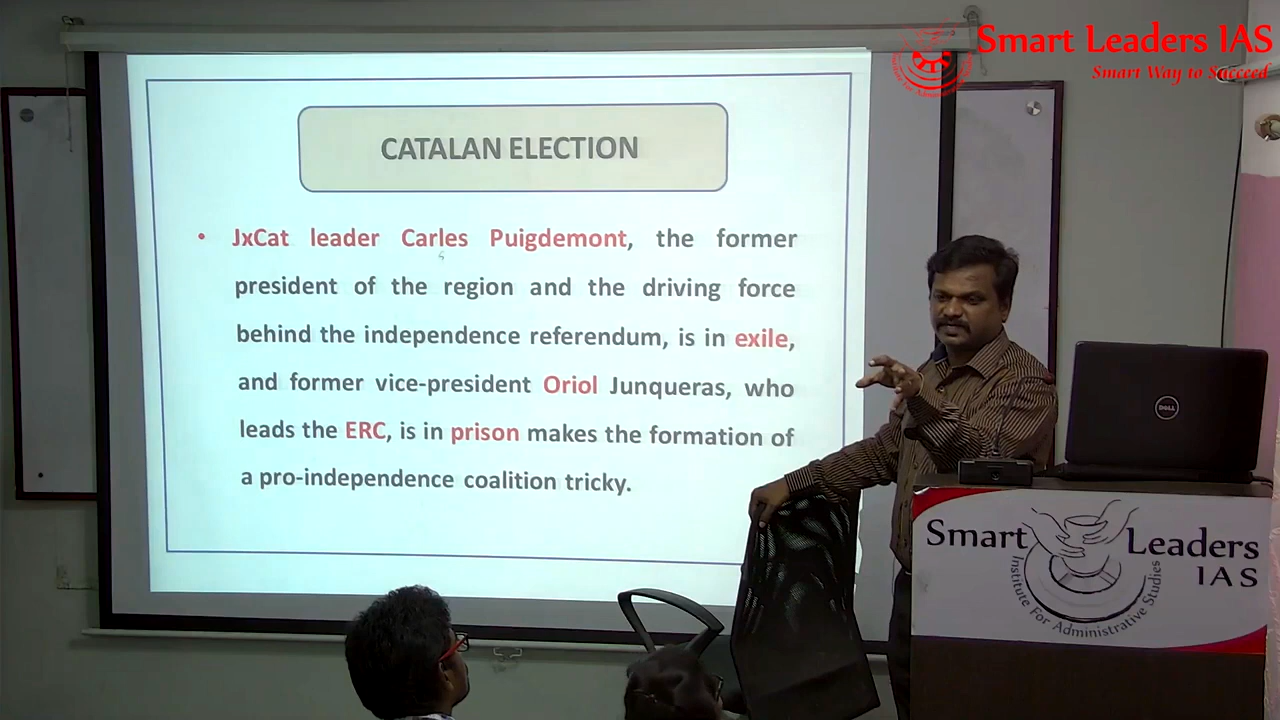 Smart Leaders IAS
Smart Way to Succeed
CATALAN ELECTION
• JxCat leader Carles Puigdemont, the former
president of the region and the driving force
behind the independence referendum, is in exile,
and former vice-president Oriol Junqueras, who
leads the ERC, is in prison makes the formation of
a pro-independence coalition tricky.
DELL
Smart Leaders
IAS
Institute For Administrative Studies